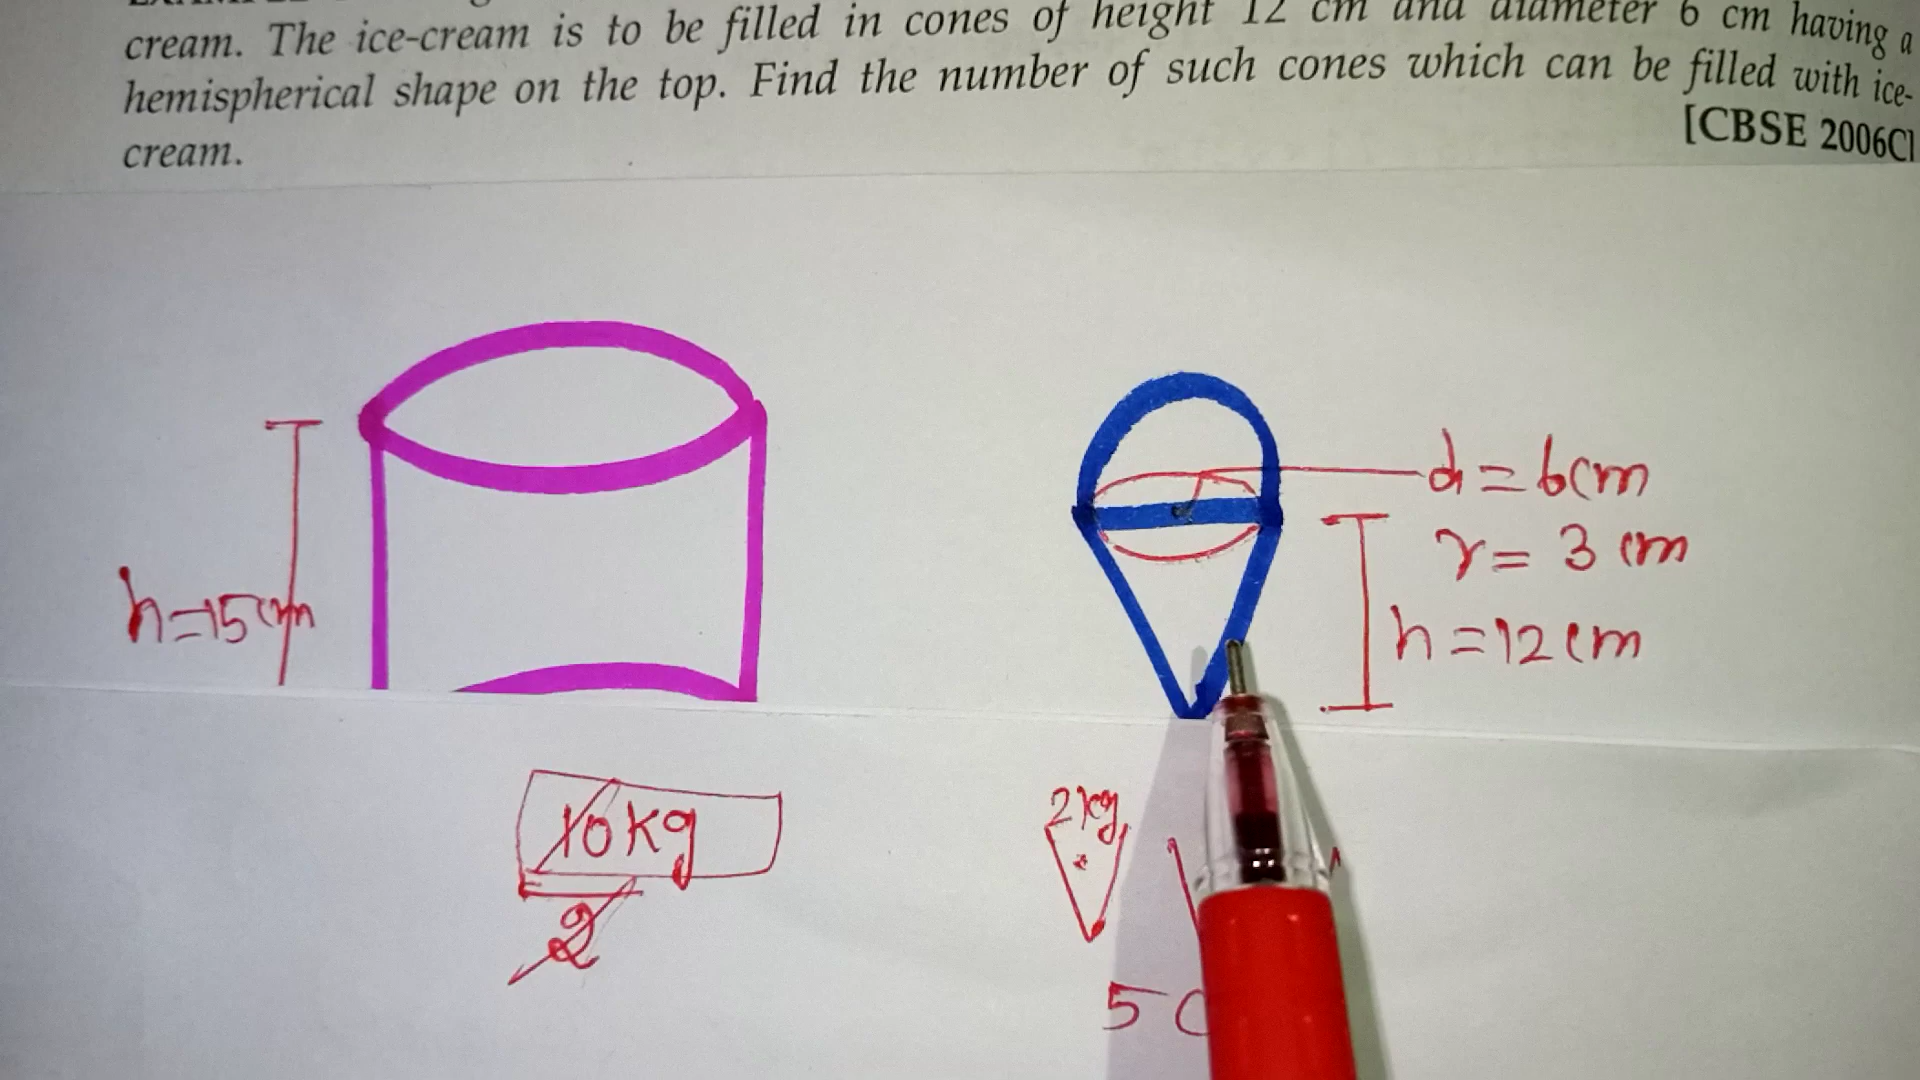 cream. The ice-cream is to be filled in cones of height 12 cm and diameter 6 cm having a
hemispherical shape on the top. Find the number of such cones which can be filled with ice-
cream.
[CBSE 2006C]
h=15cm
d=6cm
r= 3 cm
h=12cm
10kg
2
2kg
5